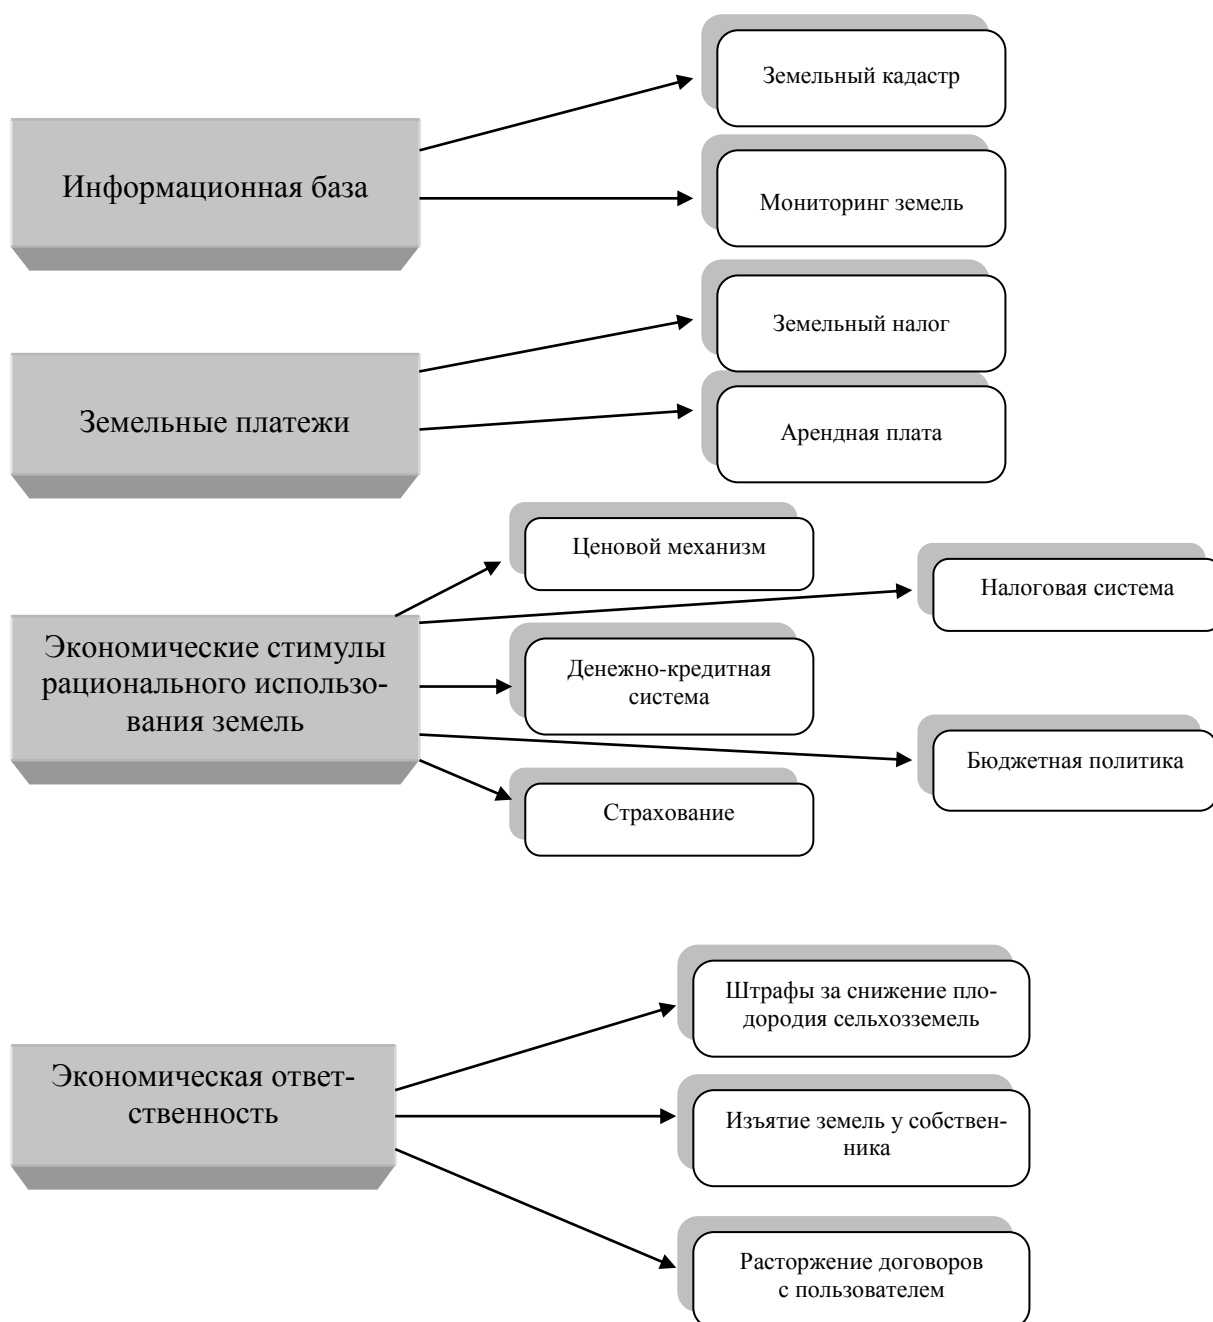 Земельный кадастр
Информационная база
Мониторинг земель
Земельный налог
Земельные платежи
Арендная плата
Ценовой механизм
Налоговая система
Экономические стимулы
рационального использо-
вания земель
Денежно-кредитная
система
Бюджетная политика
Страхование
Штрафы за снижение пло-
дородия сельхозземель
Экономическая ответ-
ственность
Изъятие земель у собствен-
ника
Расторжение договоров
с пользователем